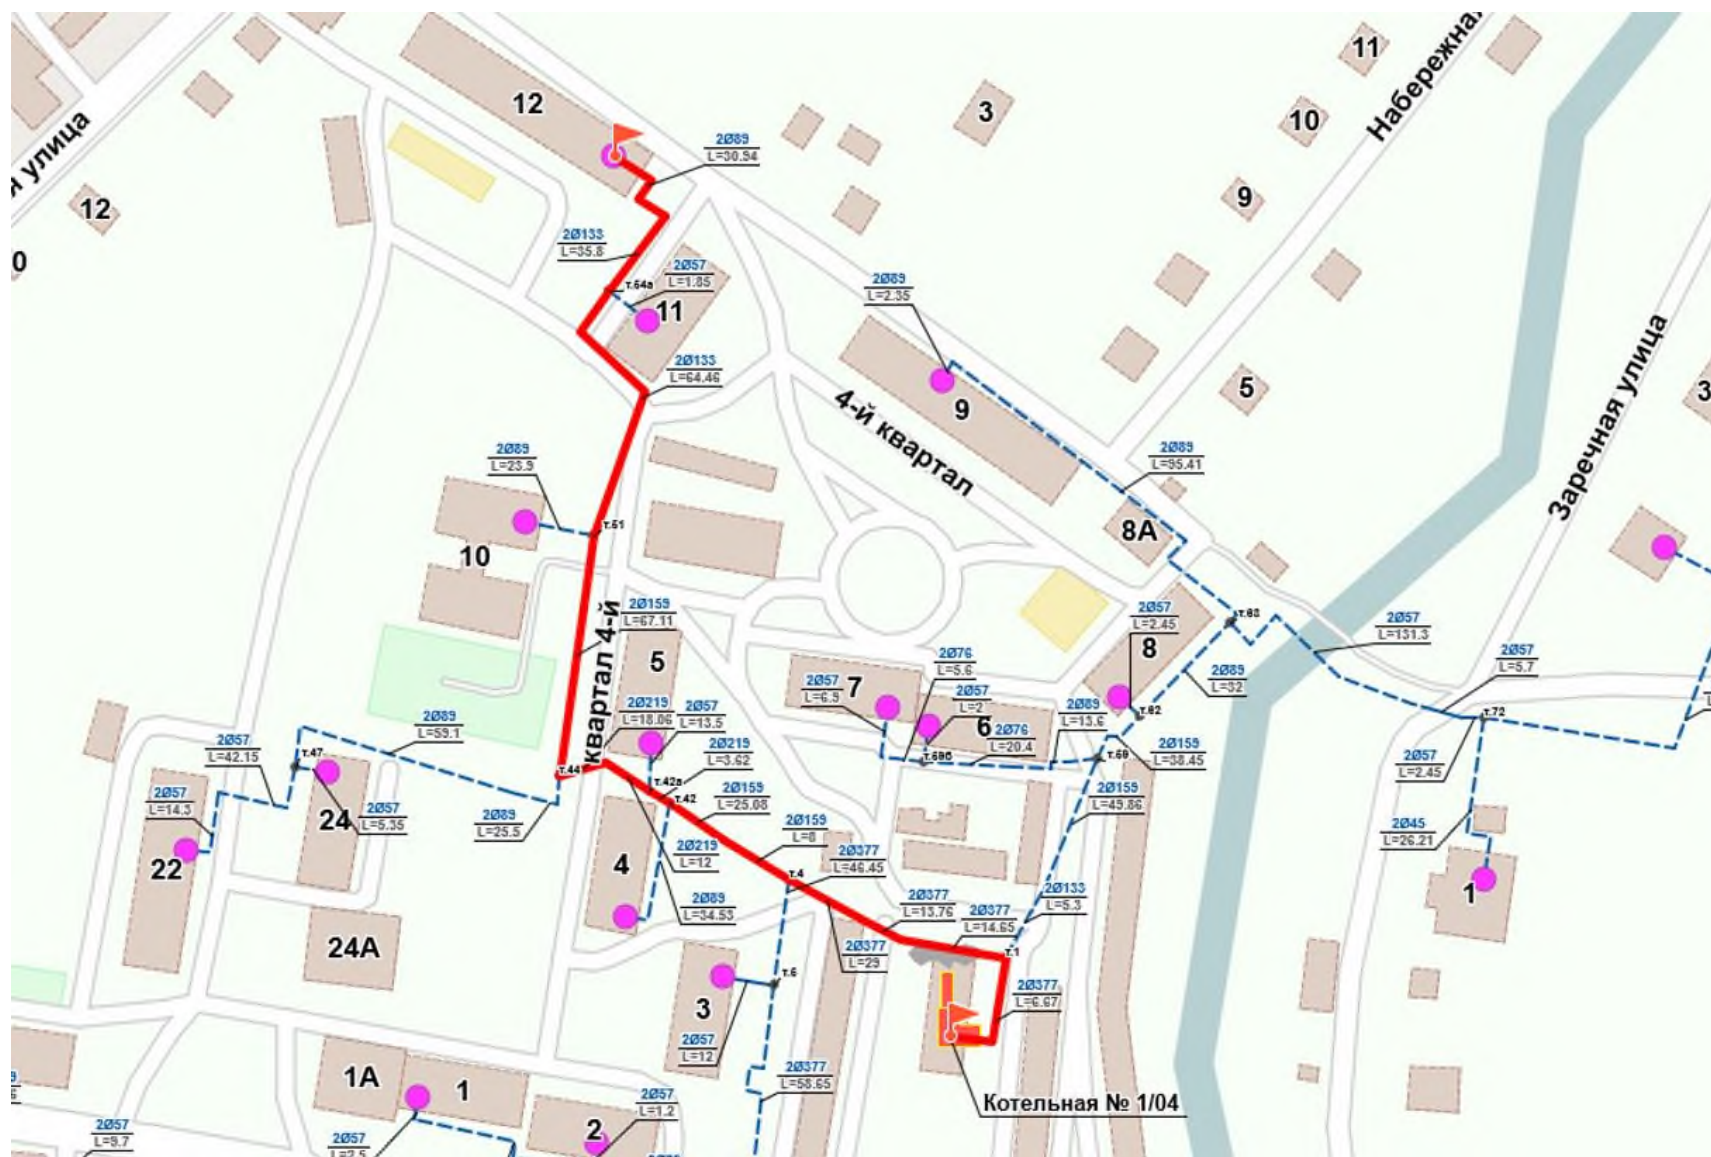 11
Набережная
12
3
10
2Ø89
L=30.94
я улица
9
12
2Ø133
L=35.8
2Ø57
L=1.85
0
т.54а
2Ø89
L=2.35
11
Заречная улица
2Ø133
L=64.46
5
3
9
4-й квартал
2Ø89
L=23.9
2Ø89
L=95.41
т.51
8А
10
2Ø159
L=67.11
2Ø57
L=2.45
т.63
2Ø57
L=131.3
квартал 4-й
5
8
2Ø76
L=5.6
2Ø57
L=5.7
2Ø57
L=6.9
7
2Ø57
L=2
2Ø89
L=32
2Ø219
L=18.06
2Ø57
L=13.5
2Ø89
L=13.6
т.62
т.72
6
2Ø89
L=59.1
2Ø76
L=20.4
2Ø57
L=42.15
2Ø219
L=3.62
2Ø159
L=38.45
т.47
т.59б
т.59
2Ø57
L=2.45
т.44
т.42а
2Ø57
L=14.3
2Ø159
L=25.08
2Ø159
L=49.86
т.42
24
2Ø57
L=5.35
2Ø89
L=25.5
2Ø159
L=8
2Ø45
L=26.21
2Ø219
L=12
2Ø377
L=46.45
22
4
т.4
1
2Ø89
L=34.53
2Ø377
L=13.76
2Ø377
L=14.65
2Ø133
L=5.3
24А
2Ø377
L=29
т.1
т.6
3
2Ø377
L=6.67
2Ø57
L=12
1А
1
2Ø377
L=58.65
2Ø57
L=1.2
Котельная № 1/04
2Ø57
L=9.7
2Ø57
L=2.5
2